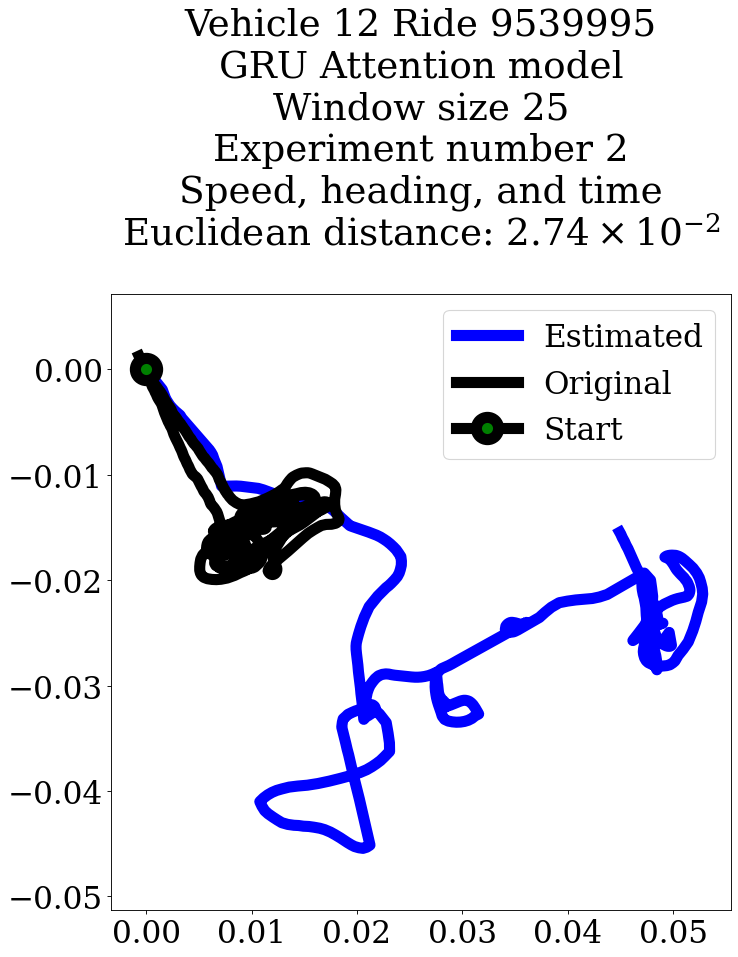 Vehicle 12 Ride 9539995
GRU Attention model
Window size 25
Experiment number 2
Speed, heading, and time
Euclidean distance: 2.74 × 10⁻²
Estimated
Original
Start
0.00
−0.01
−0.02
−0.03
−0.04
−0.05
0.00 0.01 0.02 0.03 0.04 0.05